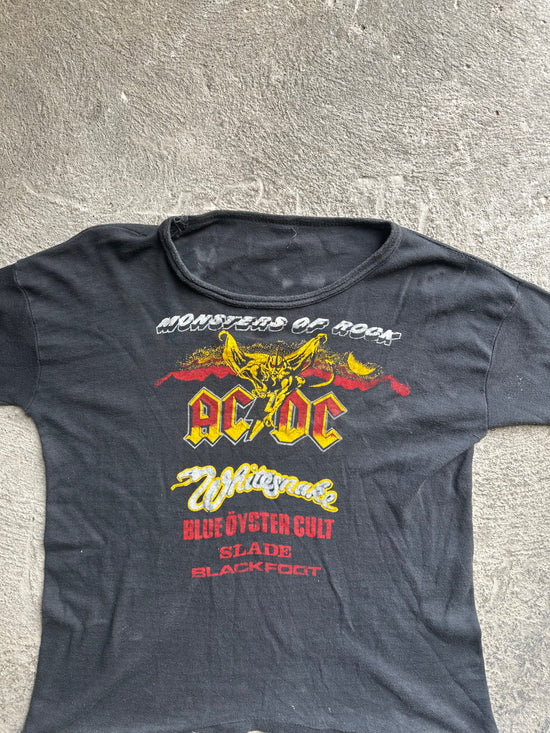 MONSTERS OF ROCK
AC/DC
Whitesnake
BLUE ÖYSTER CULT
SLADE
BLACKFOOT